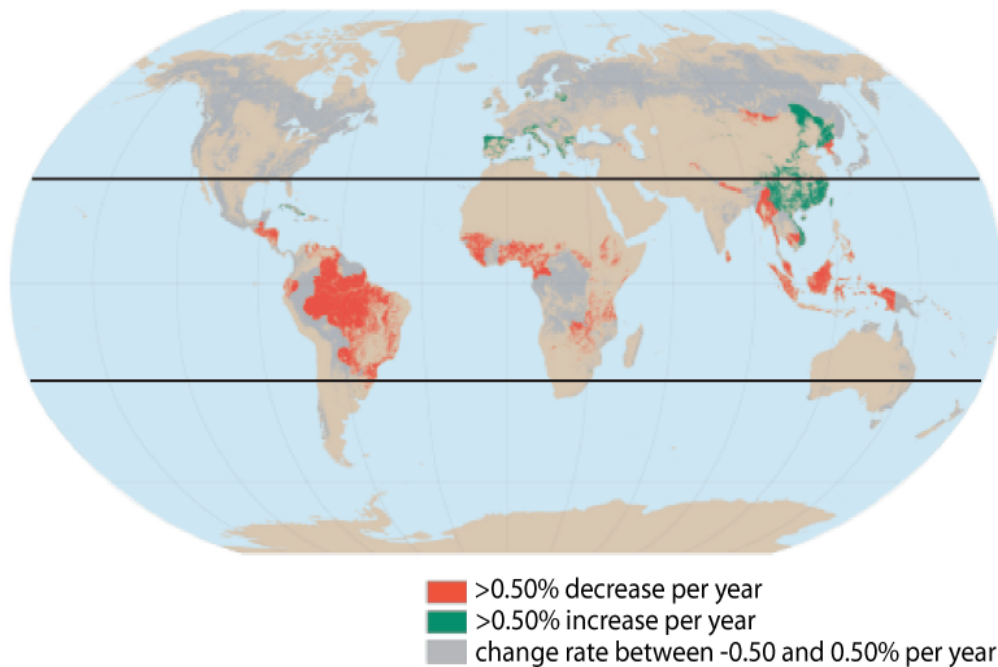 >0.50% decrease per year
>0.50% increase per year
change rate between -0.50 and 0.50% per year